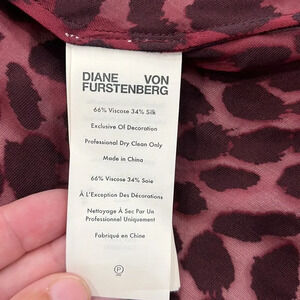 DIANE VON
FURSTENBERG
66% Viscose 34% Silk
Exclusive Of Decoration
Professional Dry Clean Only
Made in China
66% Viscose 34% Soie
À L'Exception Des Décorations
Nettoyage À Sec Par Un
Professionnel Uniquement
Fabriqué en Chine
P